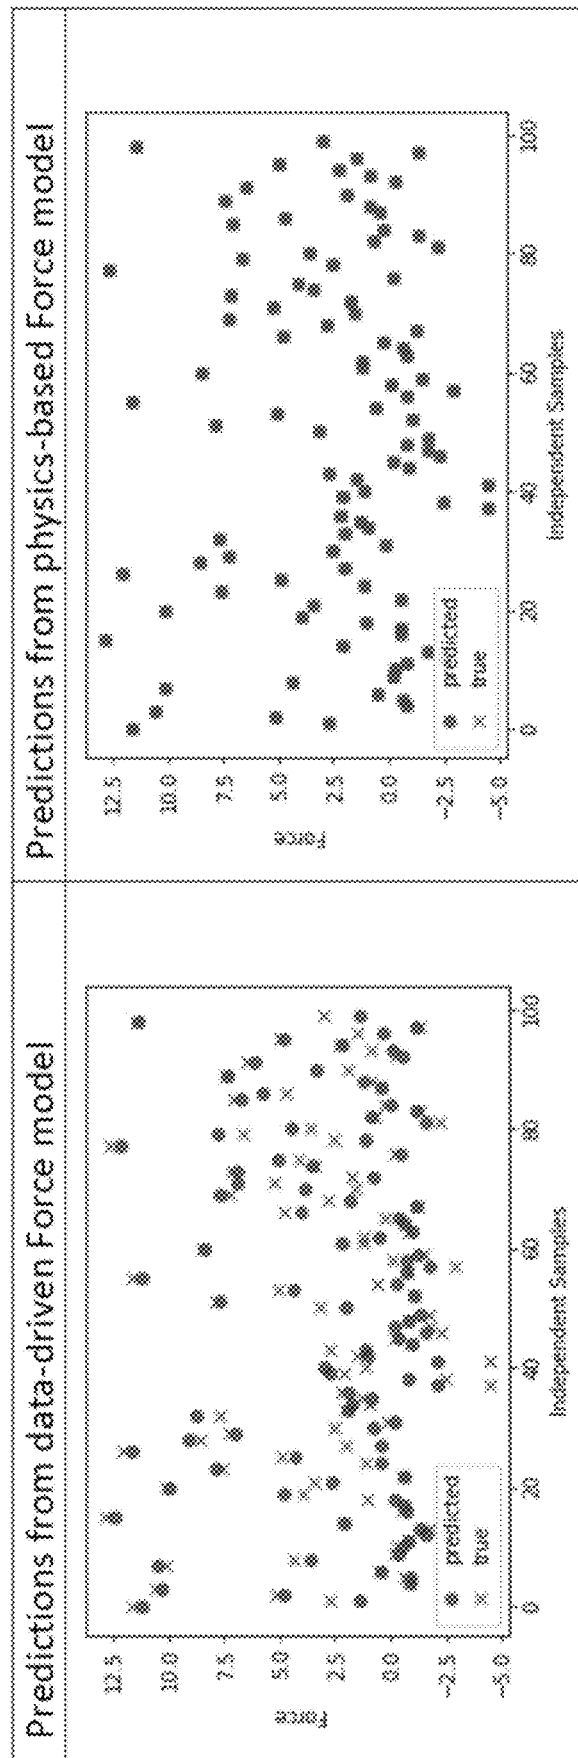 Predictions from data-driven Force model
Force
12.5
10.0
7.5
5.0
2.5
0.0
−2.5
−5.0
predicted
true
0
20
40
60
80
100
Independent Samples
Predictions from physics-based Force model
Force
12.5
10.0
7.5
5.0
2.5
0.0
−2.5
−5.0
predicted
true
0
20
40
60
80
100
Independent Samples